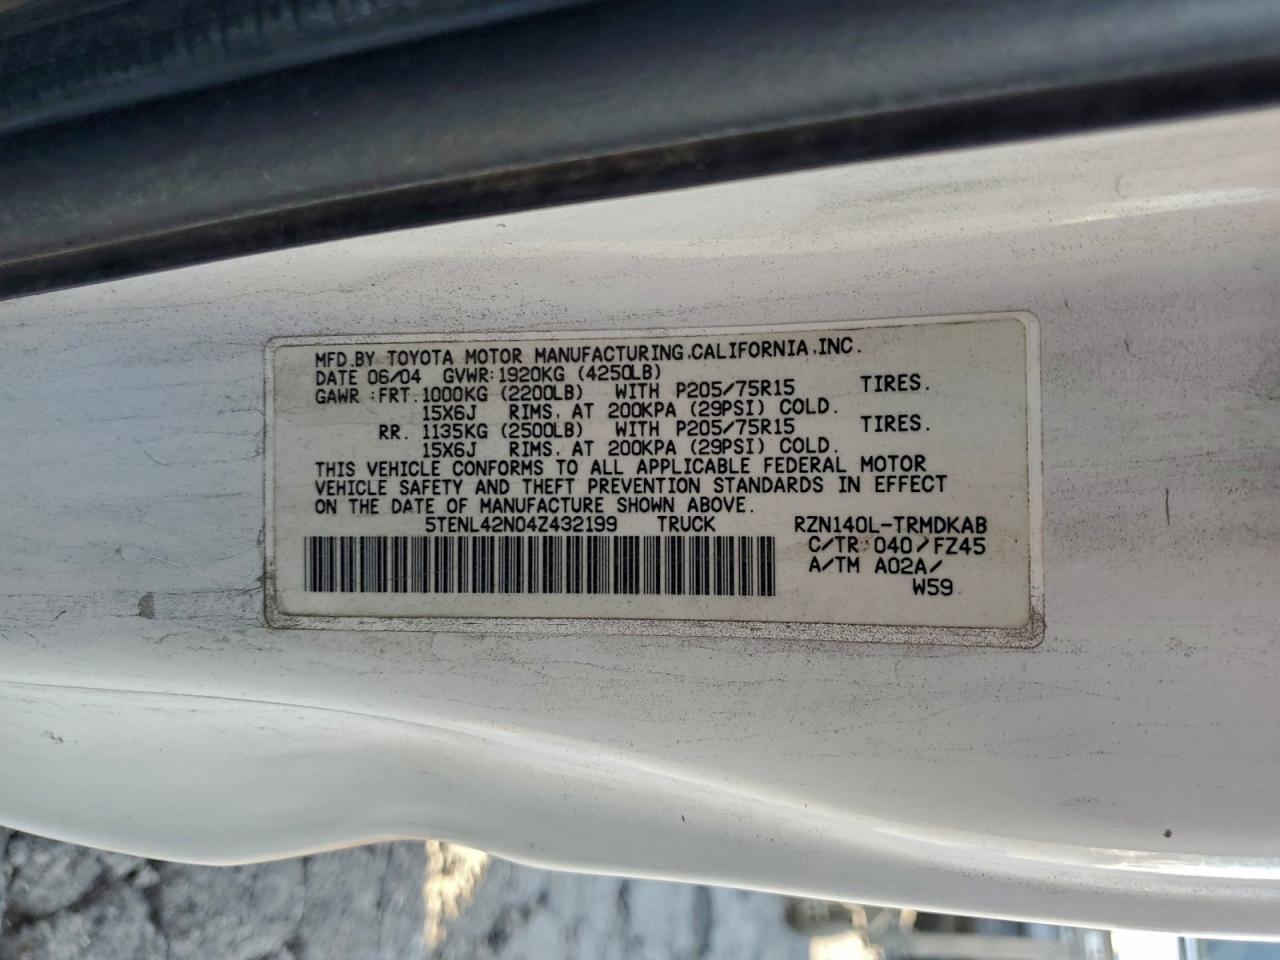 MFD.BY TOYOTA MOTOR MANUFACTURING,CALIFORNIA,INC.
DATE 06/04 GVWR:1920KG (4250LB)
GAWR :FRT.1000KG (2200LB) WITH P205/75R15 TIRES.
15X6J RIMS, AT 200KPA (29PSI) COLD.
RR. 1135KG (2500LB) WITH P205/75R15 TIRES.
15X6J RIMS, AT 200KPA (29PSI) COLD.
THIS VEHICLE CONFORMS TO ALL APPLICABLE FEDERAL MOTOR
VEHICLE SAFETY AND THEFT PREVENTION STANDARDS IN EFFECT
ON THE DATE OF MANUFACTURE SHOWN ABOVE.
5TENL42N04Z432199 TRUCK RZN140L-TRMDKAB
C/TR 040/FZ45
A/TM A02A/
W59